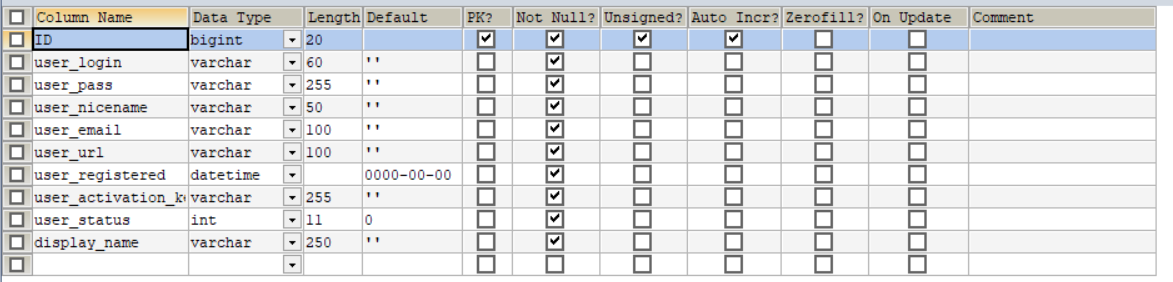 Column Name Data Type Length Default PK? Not Null? Unsigned? Auto Incr? Zerofill? On Update Comment
ID bigint 20
user_login varchar 60 ''
user_pass varchar 255 ''
user_nicename varchar 50 ''
user_email varchar 100 ''
user_url varchar 100 ''
user_registered datetime 0000-00-00
user_activation_k varchar 255 ''
user_status int 11 0
display_name varchar 250 ''